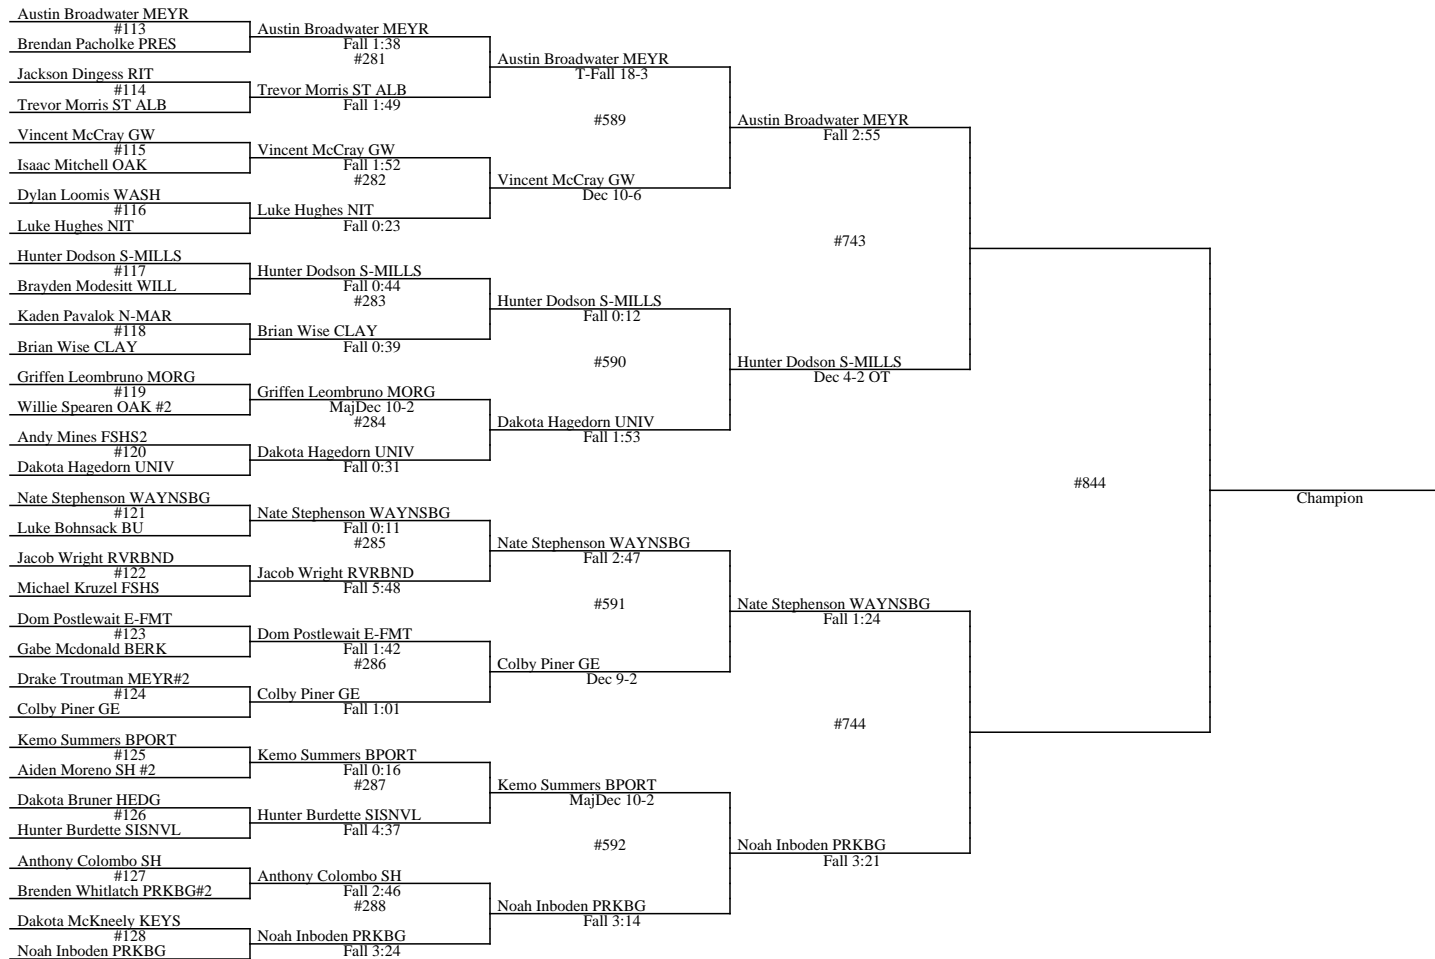 Austin Broadwater MEYR
#113
Brendan Pacholke PRES
Jackson Dingess RIT
#114
Trevor Morris ST ALB
Vincent McCray GW
#115
Isaac Mitchell OAK
Dylan Loomis WASH
#116
Luke Hughes NIT
Hunter Dodson S-MILLS
#117
Brayden Modesitt WILL
Kaden Pavalok N-MAR
#118
Brian Wise CLAY
Griffen Leombruno MORG
#119
Willie Spearen OAK #2
Andy Mines FSHS2
#120
Dakota Hagedorn UNIV
Nate Stephenson WAYNSBG
#121
Luke Bohnsack BU
Jacob Wright RVRBND
#122
Michael Kruzel FSHS
Dom Postlewait E-FMT
#123
Gabe Mcdonald BERK
Drake Troutman MEYR#2
#124
Colby Piner GE
Kemo Summers BPORT
#125
Aiden Moreno SH #2
Dakota Bruner HEDG
#126
Hunter Burdette SISNVL
Anthony Colombo SH
#127
Brenden Whitlatch PRKBG#2
Dakota McKneely KEYS
#128
Noah Inboden PRKBG
Austin Broadwater MEYR
Fall 1:38
#281
Trevor Morris ST ALB
Fall 1:49
Vincent McCray GW
Fall 1:52
#282
Luke Hughes NIT
Fall 0:23
Hunter Dodson S-MILLS
Fall 0:44
#283
Brian Wise CLAY
Fall 0:39
Griffen Leombruno MORG
MajDec 10-2
#284
Dakota Hagedorn UNIV
Fall 0:31
Nate Stephenson WAYNSBG
Fall 0:11
#285
Jacob Wright RVRBND
Fall 5:48
Dom Postlewait E-FMT
Fall 1:42
#286
Colby Piner GE
Fall 1:01
Kemo Summers BPORT
Fall 0:16
#287
Hunter Burdette SISNVL
Fall 4:37
Anthony Colombo SH
Fall 2:46
#288
Noah Inboden PRKBG
Fall 3:24
Austin Broadwater MEYR
T-Fall 18-3
#589
Vincent McCray GW
Dec 10-6
Hunter Dodson S-MILLS
Fall 0:12
#590
Dakota Hagedorn UNIV
Fall 1:53
Nate Stephenson WAYNSBG
Fall 2:47
#591
Colby Piner GE
Dec 9-2
Kemo Summers BPORT
MajDec 10-2
#592
Noah Inboden PRKBG
Fall 3:14
Austin Broadwater MEYR
Fall 2:55
#743
Hunter Dodson S-MILLS
Dec 4-2 OT
Nate Stephenson WAYNSBG
Fall 1:24
#744
Noah Inboden PRKBG
Fall 3:21
#844
Champion